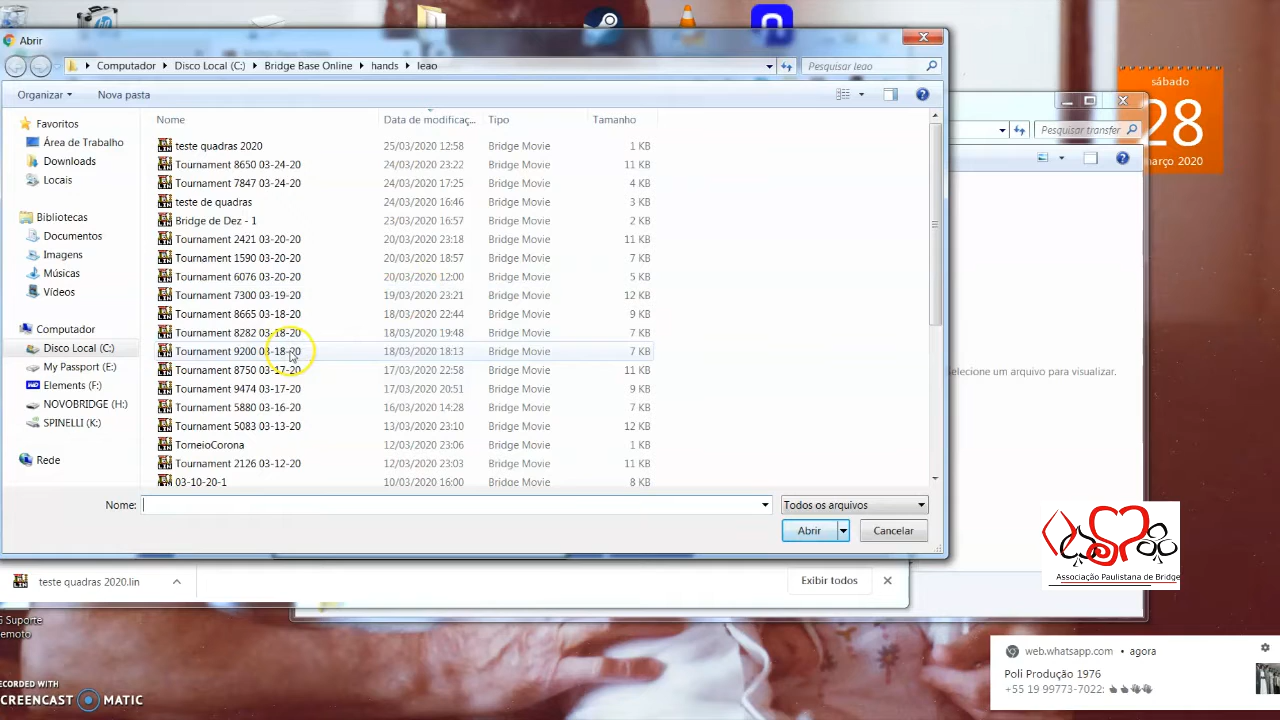 Abrir
Computador
Disco Local (C:)
Bridge Base Online
hands
leao
Pesquisar leao
Organizar
Nova pasta
Nome
Data de modificaç...
Tipo
Tamanho
Favoritos
Área de Trabalho
Downloads
Locais
Bibliotecas
Documentos
Imagens
Músicas
Vídeos
Computador
Disco Local (C:)
My Passport (E:)
Elements (F:)
NOVOBRIDGE (H:)
SPINELLI (K:)
Rede
teste quadras 2020 25/03/2020 22:58 Bridge Movie 1 KB
Tournament 8650 03-24-20 24/03/2020 23:22 Bridge Movie 11 KB
Tournament 7847 03-24-20 24/03/2020 17:25 Bridge Movie 4 KB
teste de quadras 24/03/2020 16:46 Bridge Movie 3 KB
Bridge de Dez - 1 23/03/2020 16:57 Bridge Movie 2 KB
Tournament 2421 03-20-20 20/03/2020 23:18 Bridge Movie 11 KB
Tournament 1590 03-20-20 20/03/2020 18:57 Bridge Movie 7 KB
Tournament 6076 03-20-20 20/03/2020 12:00 Bridge Movie 5 KB
Tournament 7300 03-19-20 19/03/2020 23:21 Bridge Movie 12 KB
Tournament 8665 03-18-20 18/03/2020 22:44 Bridge Movie 9 KB
Tournament 8282 03-18-20 18/03/2020 19:48 Bridge Movie 7 KB
Tournament 9200 03-18-20 18/03/2020 18:13 Bridge Movie 7 KB
Tournament 8750 03-17-20 17/03/2020 22:58 Bridge Movie 11 KB
Tournament 9474 03-17-20 17/03/2020 20:51 Bridge Movie 9 KB
Tournament 5880 03-16-20 16/03/2020 14:28 Bridge Movie 7 KB
Tournament 5083 03-13-20 13/03/2020 23:10 Bridge Movie 12 KB
TorneioCorona 12/03/2020 23:06 Bridge Movie 1 KB
Tournament 2126 03-12-20 12/03/2020 23:03 Bridge Movie 11 KB
03-10-20-1 10/03/2020 16:00 Bridge Movie 8 KB
Nome:
Todos os arquivos
Abrir
Cancelar
Pesquisar transfer
elecione um arquivo para visualizar.
sábado
28
arço 2020
teste quadras 2020.lin
Exibir todos
Associação Paulistana de Bridge
G Suporte
emoto
RECORDED WITH
SCREENCAST MATIC
web.whatsapp.com • agora
Poli Produção 1976
+55 19 99773-7022: